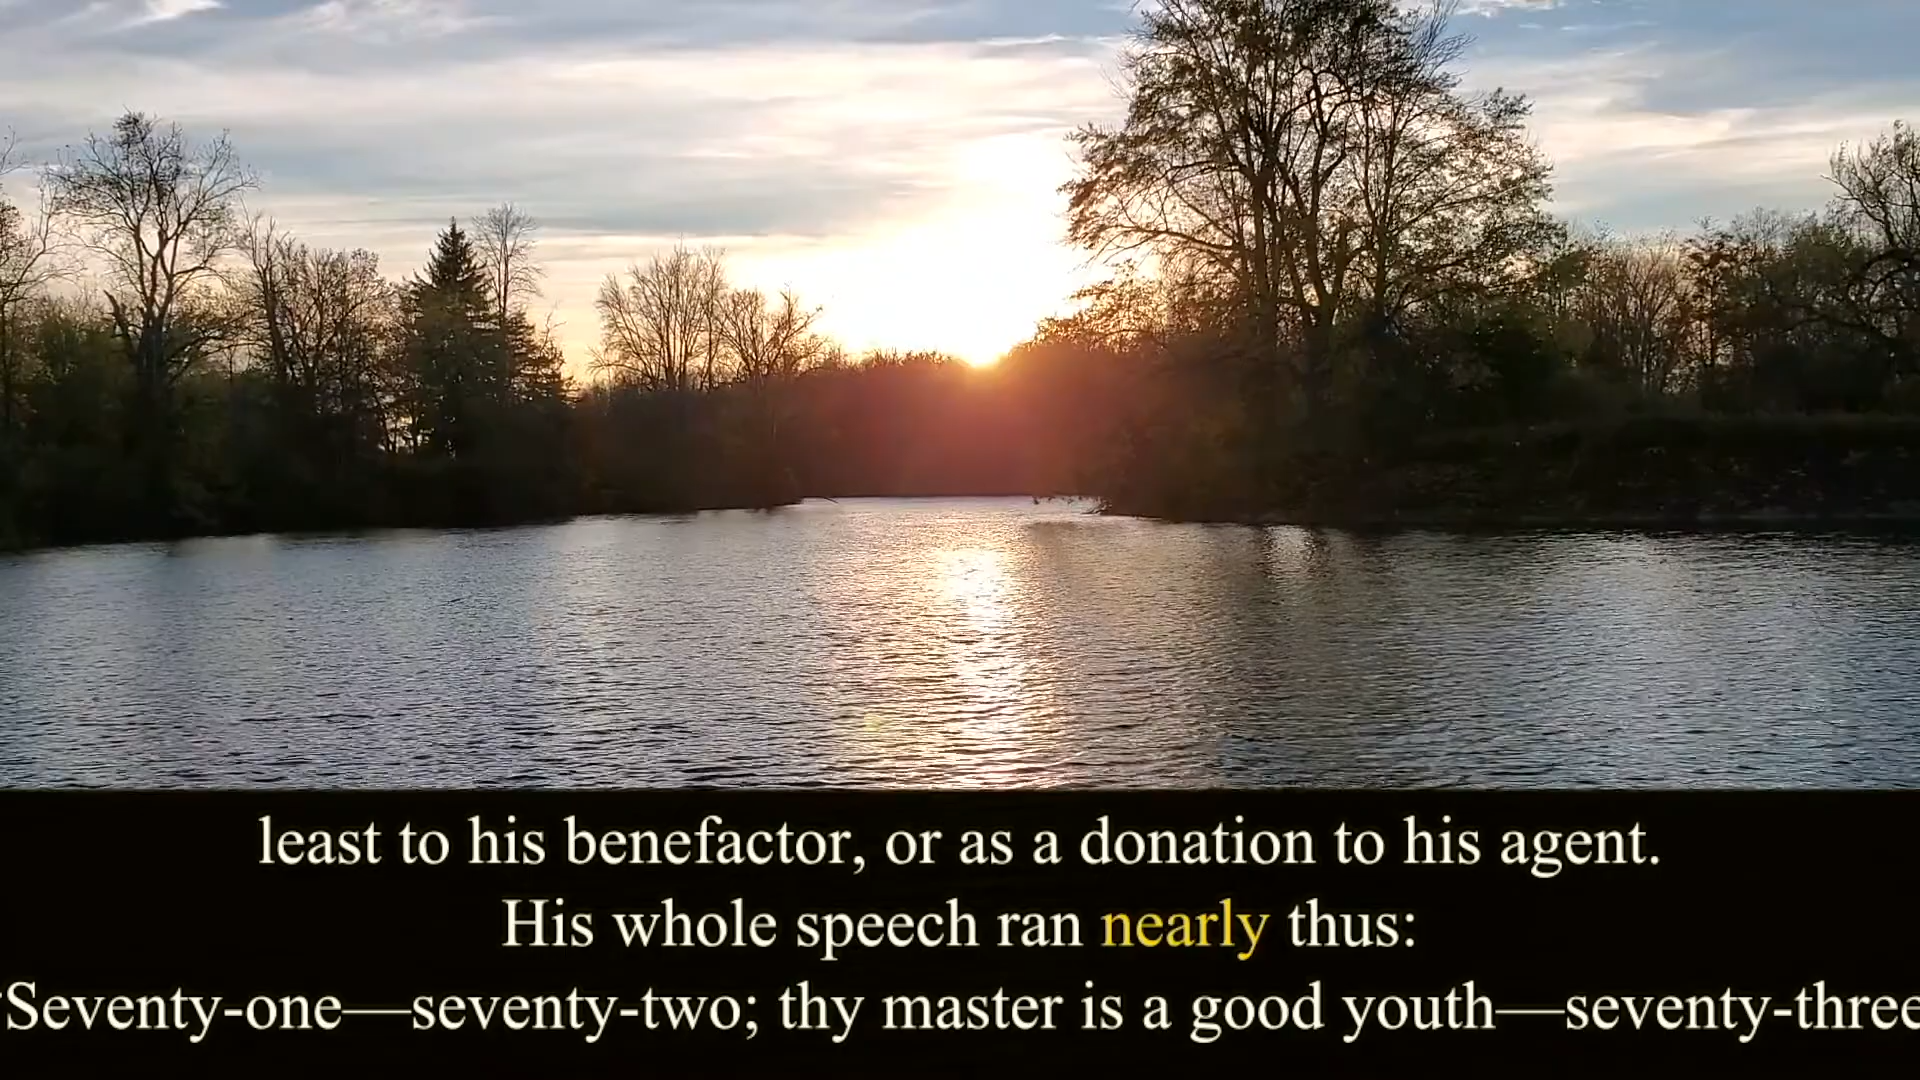 least to his benefactor, or as a donation to his agent.
His whole speech ran nearly thus:
“Seventy-one—seventy-two; thy master is a good youth—seventy-three